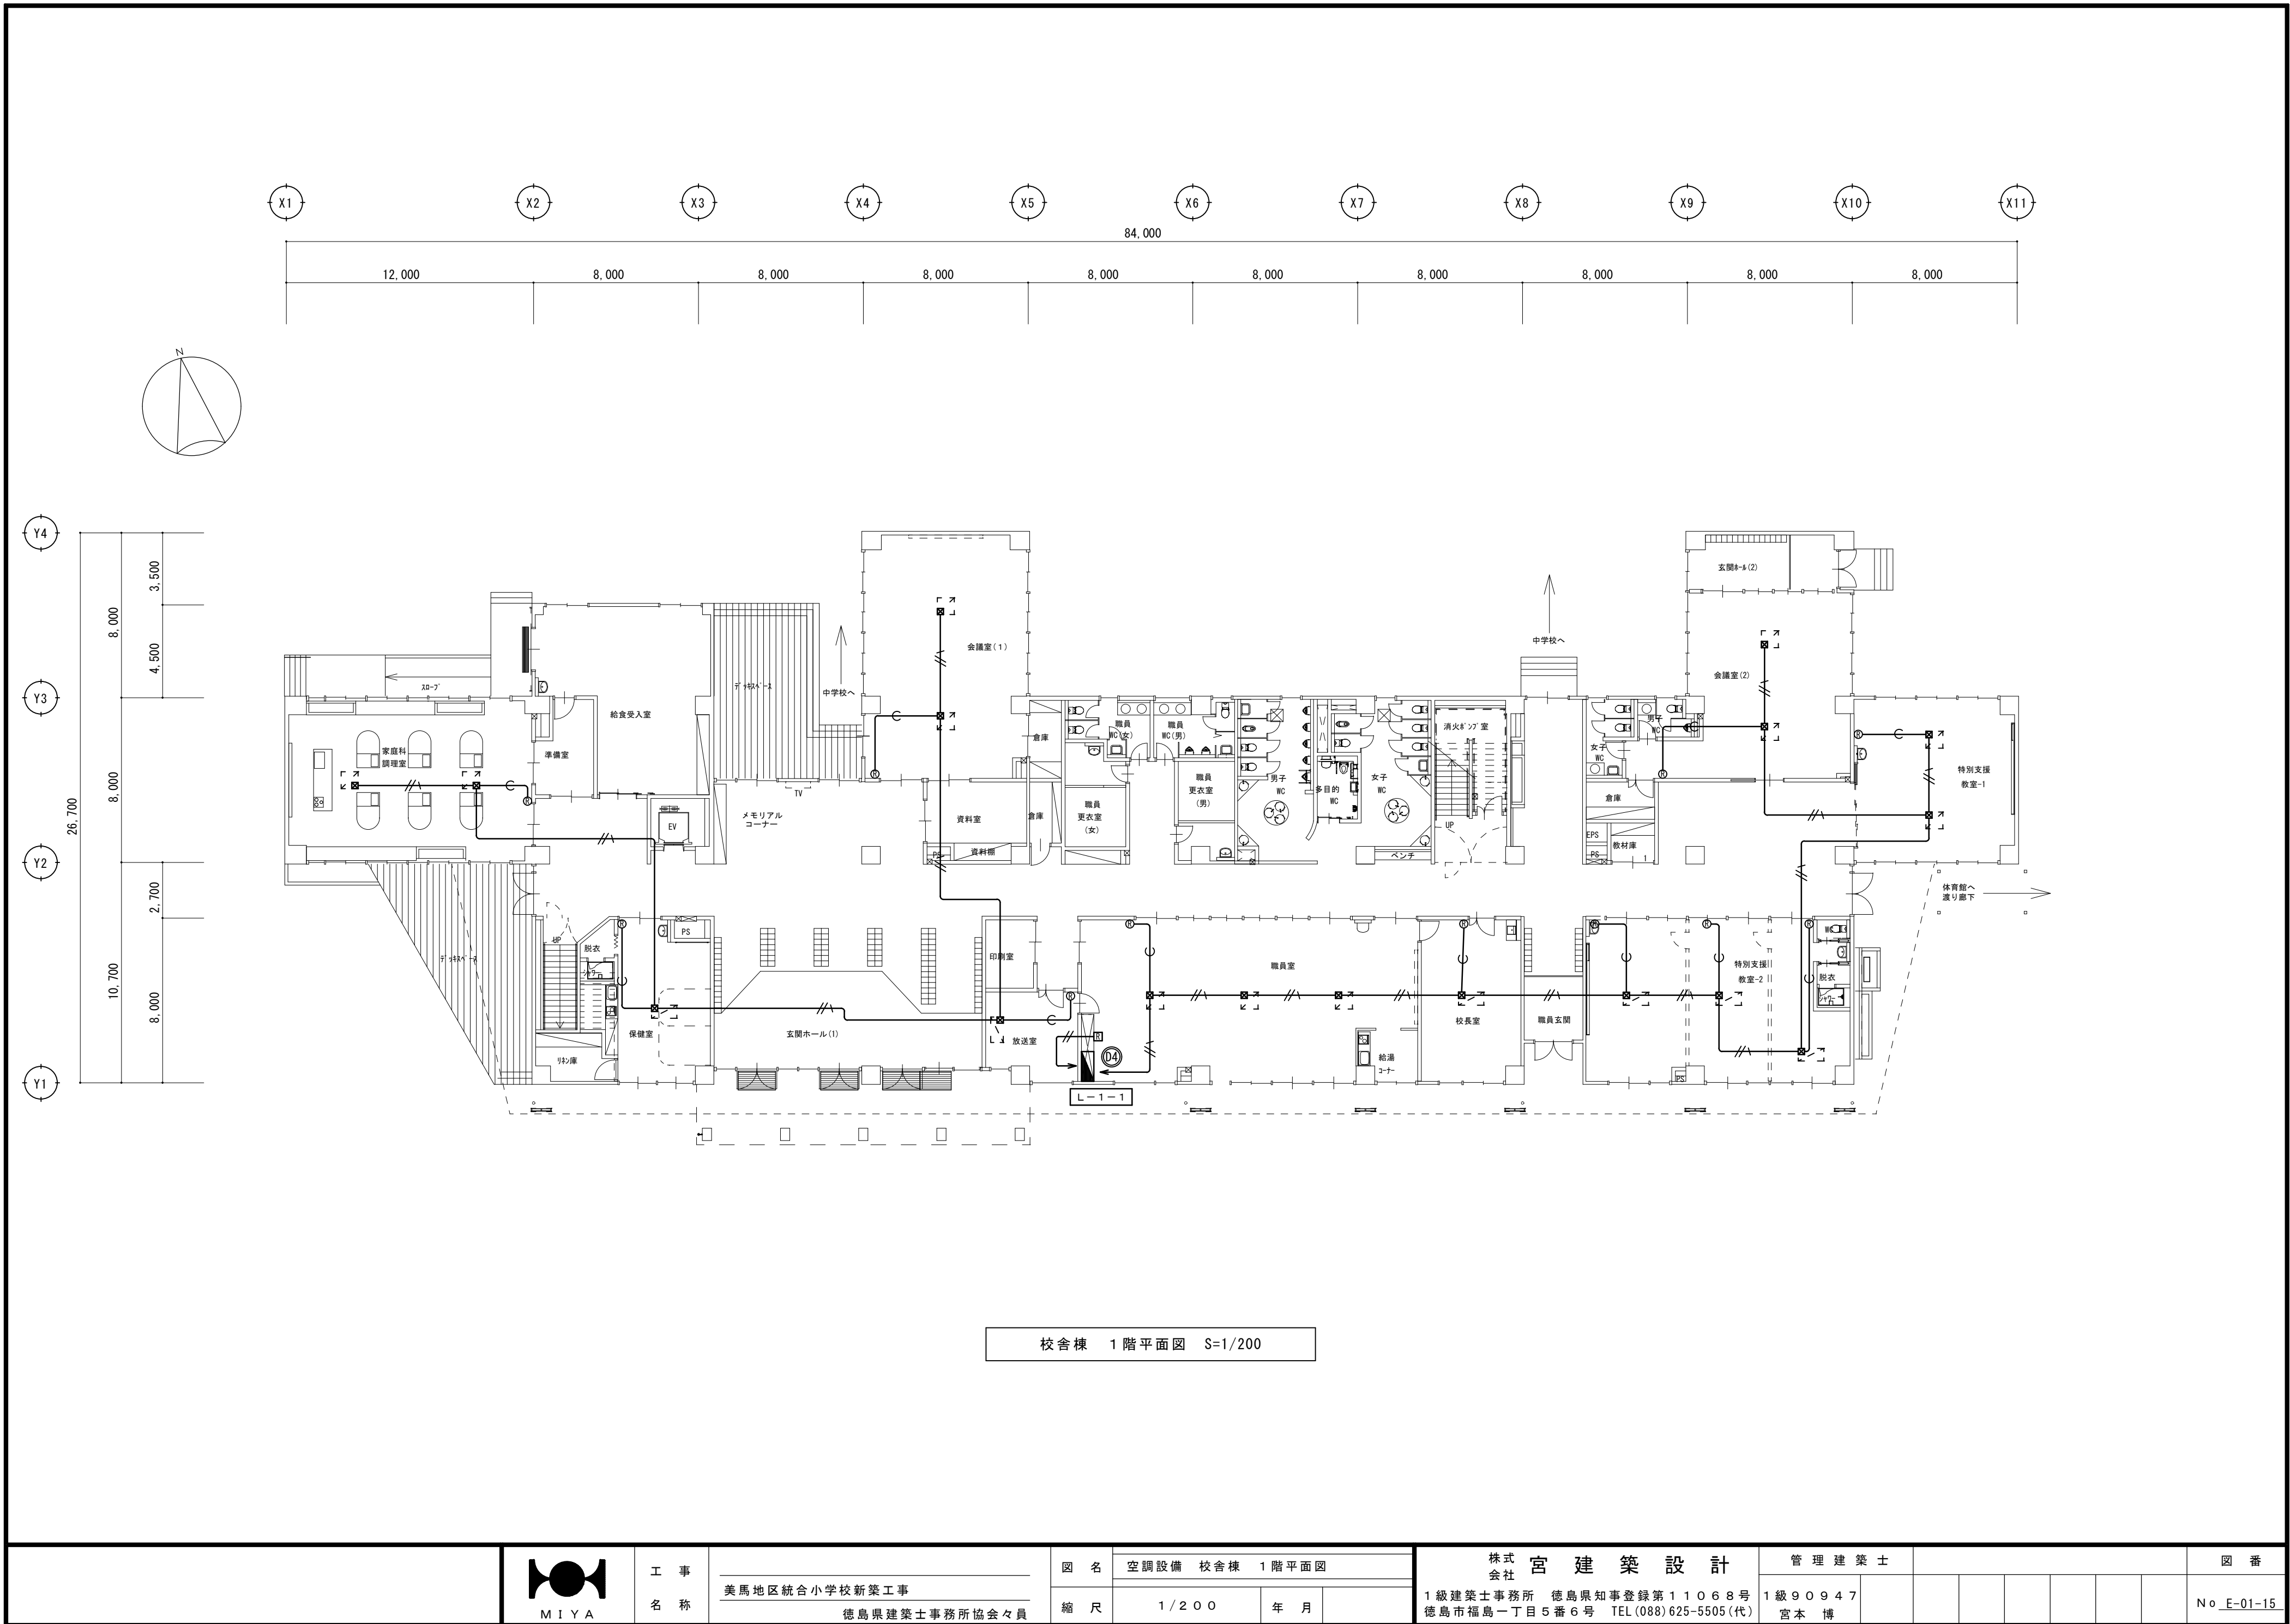 X1 X2 X3 X4 X5 X6 X7 X8 X9 X10 X11
84,000
12,000 8,000 8,000 8,000 8,000 8,000 8,000 8,000 8,000 8,000
N
Y4
Y3
Y2
Y1
3,500
8,000
4,500
8,000
26,700
2,700
10,700
8,000
玄関ﾎｰﾙ(2)
中学校へ
会議室(1)
会議室(2)
ｽﾛｰﾌﾟ
ﾃﾞｯｷｽﾍﾟｰｽ
中学校へ
給食受入室
準備室
家庭科
調理室
倉庫
職員
WC(女)
職員
WC(男)
消火ﾎﾟﾝﾌﾟ室
男子
WC
女子
WC
特別支援
教室-1
TV
EV
メモリアル
コーナー
資料室
資料棚
PS
倉庫
職員
更衣室
(女)
職員
更衣室
(男)
男子
WC
多目的
WC
女子
WC
UP
ベンチ
倉庫
EPS
PS
教材庫
1
体育館へ
渡り廊下
UP
脱衣
ｼｬﾜｰ
PS
ﾃﾞｯｷｽﾍﾟｰｽ
保健室
ﾘﾈﾝ庫
玄関ホール(1)
印刷室
放送室
職員室
校長室
職員玄関
給湯
ｺｰﾅｰ
特別支援
教室-2
WC
脱衣
ｼｬﾜｰ
PS
R R R R R R R R R R R R R
D4
L-1-1
校舎棟 1階平面図 S=1/200
MIYA
工事
名称
美馬地区統合小学校新築工事
徳島県建築士事務所協会々員
図名
空調設備 校舎棟 1階平面図
縮尺
1/200
年月
株式
会社
宮建築設計
1級建築士事務所 徳島県知事登録第11068号
徳島市福島一丁目5番6号 TEL(088)625-5505(代)
管理建築士
1級90947
宮本 博
図番
No E-01-15